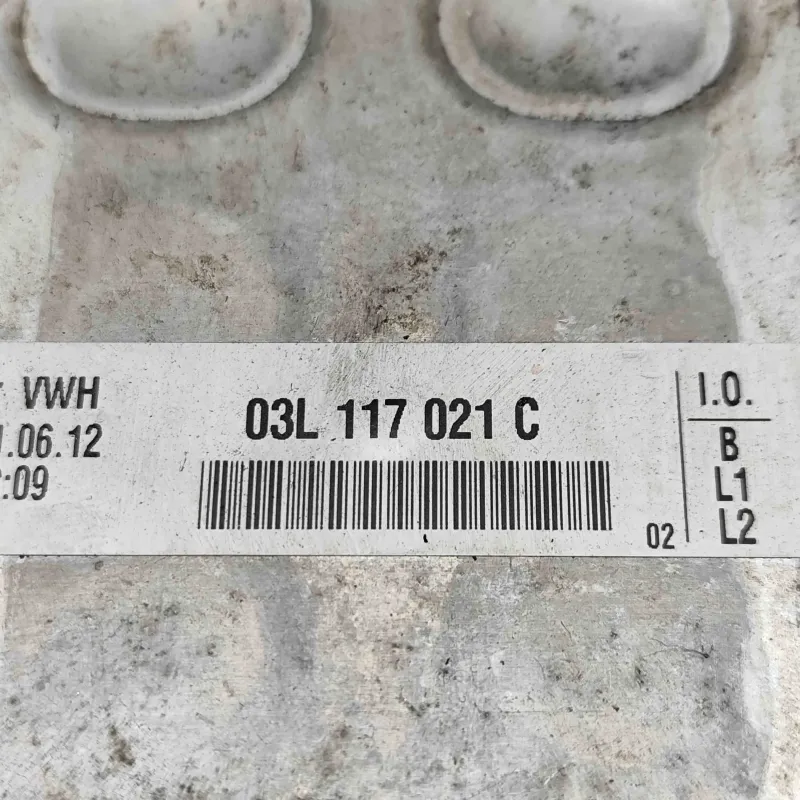 VWH
.06.12
:09
03L 117 021 C
02
I.O.
B
L1
L2